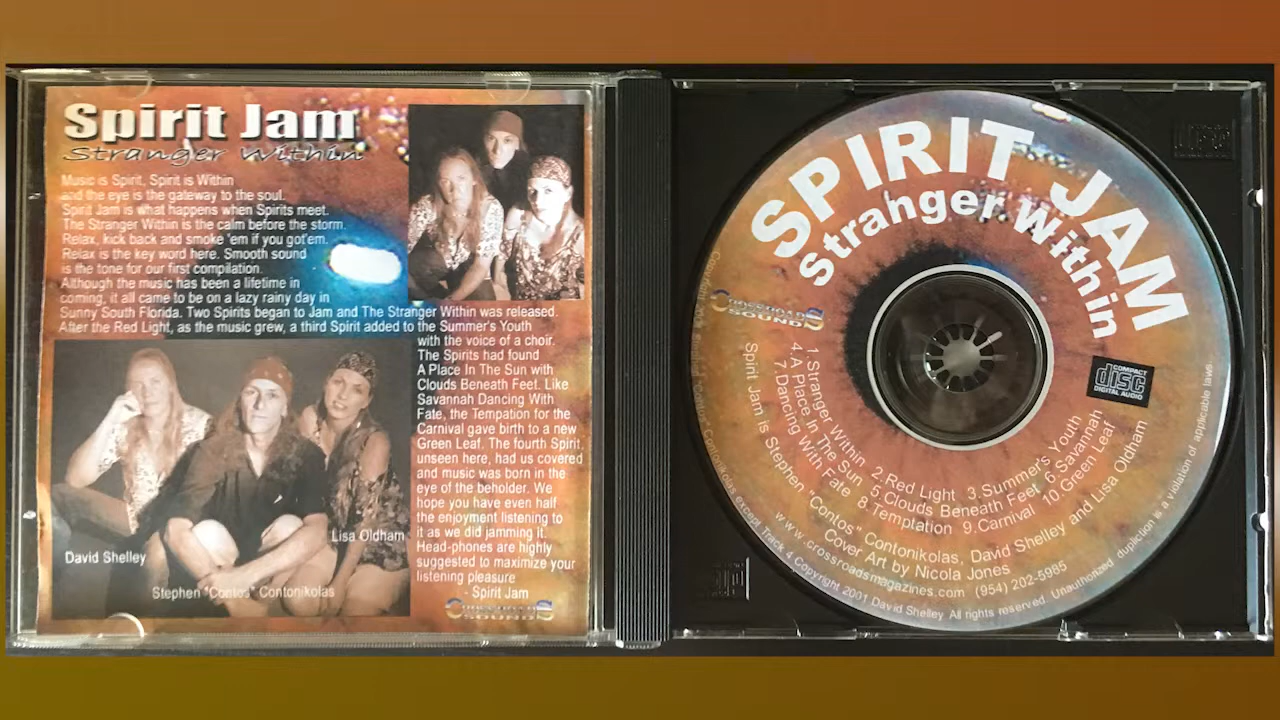 Spirit Jam
Stranger Within
Music is Spirit, Spirit is Within
and the eye is the gateway to the soul.
Spirit Jam is what happens when Spirits meet.
The Stranger Within is the calm before the storm.
Relax, kick back and smoke 'em if you got'em.
Relax is the key word here. Smooth sound
is the tone for our first compilation.
Although the music has been a lifetime in
coming, it all came to be on a lazy rainy day in
Sunny South Florida. Two Spirits began to Jam and The Stranger Within was released.
After the Red Light, as the music grew, a third Spirit added to the Summer's Youth
with the voice of a choir.
The Spirits had found
A Place In The Sun with
Clouds Beneath Feet. Like
Savannah Dancing With
Fate, the Temptation for the
Carnival gave birth to a new
Green Leaf. The fourth Spirit,
unseen here, had us covered
and music was born in the
eye of the beholder. We
hope you have even half
the enjoyment listening to
it as we did jamming it.
Head-phones are highly
suggested to maximize your
listening pleasure
- Spirit Jam
CROSSROADS
SOUNDS
David Shelley
Stephen "Contos" Contonikolas
Lisa Oldham
SPIRIT JAM
Stranger Within
CROSSROADS
SOUNDS
COMPACT
disc
DIGITAL AUDIO
1.Stranger Within 2.Red Light 3.Summer's Youth
4.A Place In The Sun 5.Clouds Beneath Feet 6.Savannah
7.Dancing With Fate 8.Temptation 9.Carnival 10.Green Leaf
Spirit Jam is Stephen "Contos" Contonikolas, David Shelley and Lisa Oldham
Cover Art by Nicola Jones
www.crossroadsmagazines.com (954) 202-5985
Contonikolas except Track 4 Copyright 2001 David Shelley All rights reserved. Unauthorized dupliction is a violation of applicable laws.